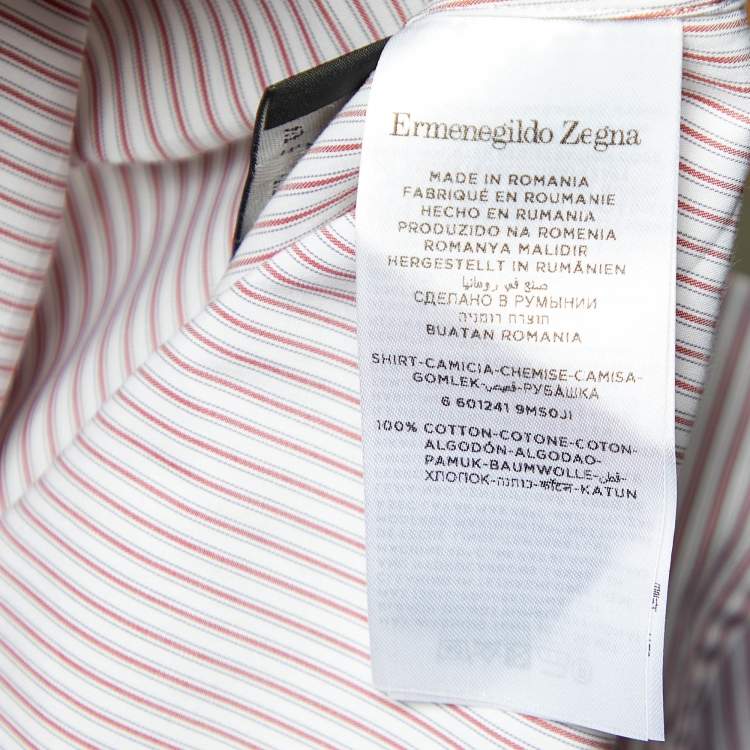 Ermenegildo Zegna
MADE IN ROMANIA
FABRIQUÉ EN ROUMANIE
HECHO EN RUMANIA
PRODUZIDO NA ROMENIA
ROMANYA MALIDIR
HERGESTELLT IN RUMÄNIEN
صنع في رومانيا
СДЕЛАНО В РУМЫНИИ
תוצרת רומניה
BUATAN ROMANIA
SHIRT-CAMICIA-CHEMISE-CAMISA-
GOMLEK-قميص-РУБАШКА
6 601241 9MS0JI
100% COTTON-COTONE-COTON-
ALGODÓN-ALGODAO-
PAMUK-BAUMWOLLE-قطن-
ХЛОПОК-כותנה-कॉटन-KATUN